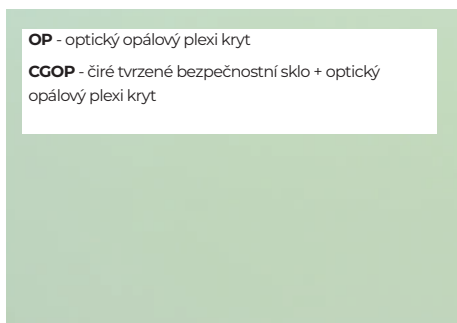 OP - optický opálový plexi kryt
CGOP - čiré tvrzené bezpečnostní sklo + optický
opálový plexi kryt